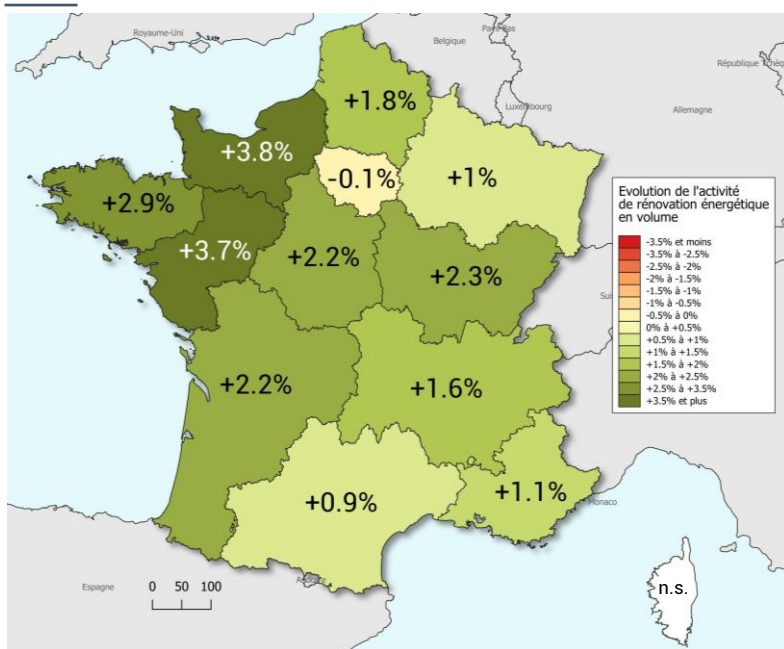 Royaume-Uni
Pays-Bas
Belgique
République Tchèque
Luxembourg
Allemagne
+1.8%
+3.8%
-0.1%
+1%
+2.9%
+3.7%
+2.2%
+2.3%
Evolution de l'activité
de rénovation énergétique
en volume
-3.5% et moins
-3.5% à -2.5%
-2.5% à -2%
-2% à -1.5%
-1.5% à -1%
-1% à -0.5%
-0.5% à 0%
0% à +0.5%
+0.5% à +1%
+1% à +1.5%
+1.5% à +2%
+2% à +2.5%
+2.5% à +3.5%
+3.5% et plus
Sui
+2.2%
+1.6%
+0.9%
+1.1%
Monaco
Espagne
Andorre
0 50 100
n.s.